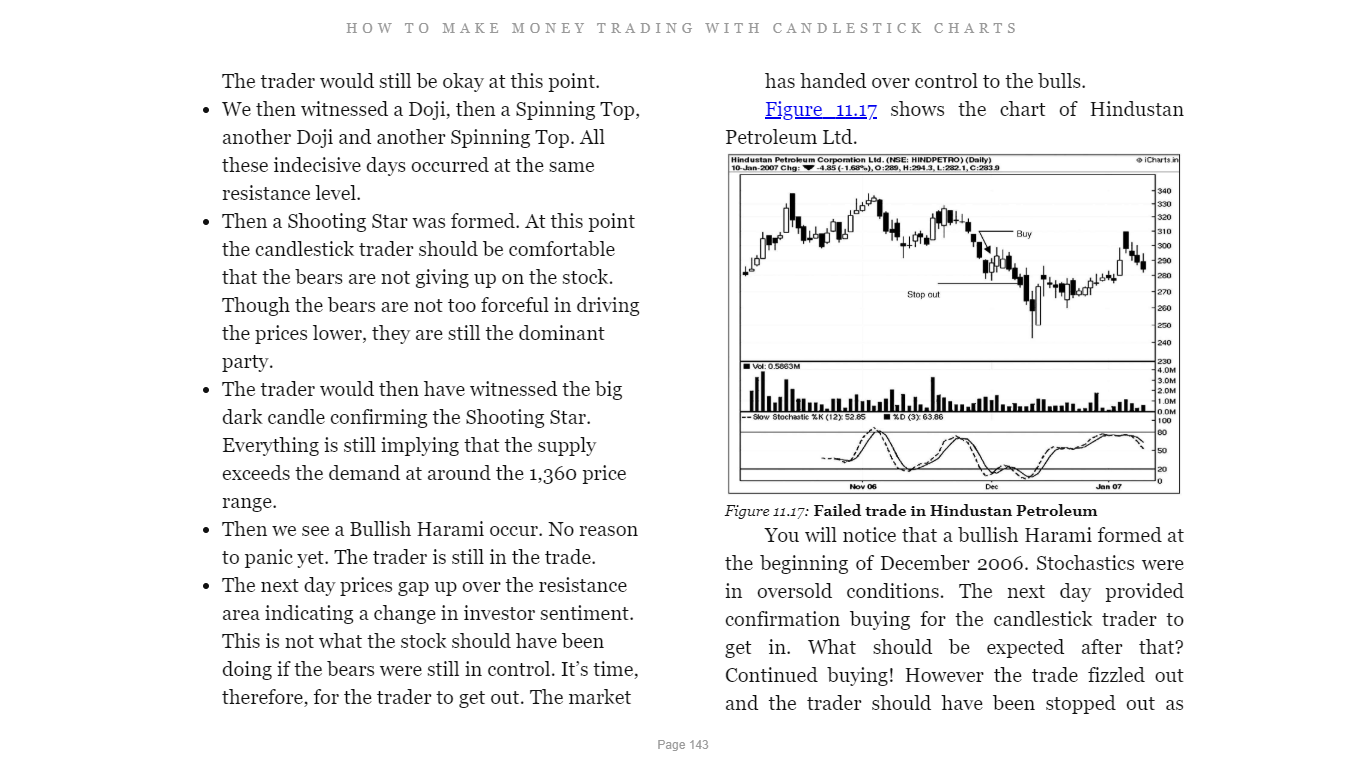 HOW TO MAKE MONEY TRADING WITH CANDLESTICK CHARTS
The trader would still be okay at this point.
• We then witnessed a Doji, then a Spinning Top,
another Doji and another Spinning Top. All
these indecisive days occurred at the same
resistance level.
• Then a Shooting Star was formed. At this point
the candlestick trader should be comfortable
that the bears are not giving up on the stock.
Though the bears are not too forceful in driving
the prices lower, they are still the dominant
party.
• The trader would then have witnessed the big
dark candle confirming the Shooting Star.
Everything is still implying that the supply
exceeds the demand at around the 1,360 price
range.
• Then we see a Bullish Harami occur. No reason
to panic yet. The trader is still in the trade.
• The next day prices gap up over the resistance
area indicating a change in investor sentiment.
This is not what the stock should have been
doing if the bears were still in control. It’s time,
therefore, for the trader to get out. The market
has handed over control to the bulls.
Figure 11.17 shows the chart of Hindustan
Petroleum Ltd.
Hindustan Petroleum Corporation Ltd. (NSE: HINDPETRO) (Daily)
© iCharts.in
10-Jan-2007 Chg: ▼ -4.85 (-1.68%), O:289, H:294.3, L:282.1, C:283.9
340
330
320
310
300
290
280
270
260
250
240
230
Buy
Stop out
Vol: 0.5863M
4.0M
3.0M
2.0M
1.0M
0.0M
Slow Stochastic %K (12): 52.85 %D (3): 63.86
100
80
50
20
0
Nov 06 Dec Jan 07
Figure 11.17: Failed trade in Hindustan Petroleum
You will notice that a bullish Harami formed at
the beginning of December 2006. Stochastics were
in oversold conditions. The next day provided
confirmation buying for the candlestick trader to
get in. What should be expected after that?
Continued buying! However the trade fizzled out
and the trader should have been stopped out as
Page 143